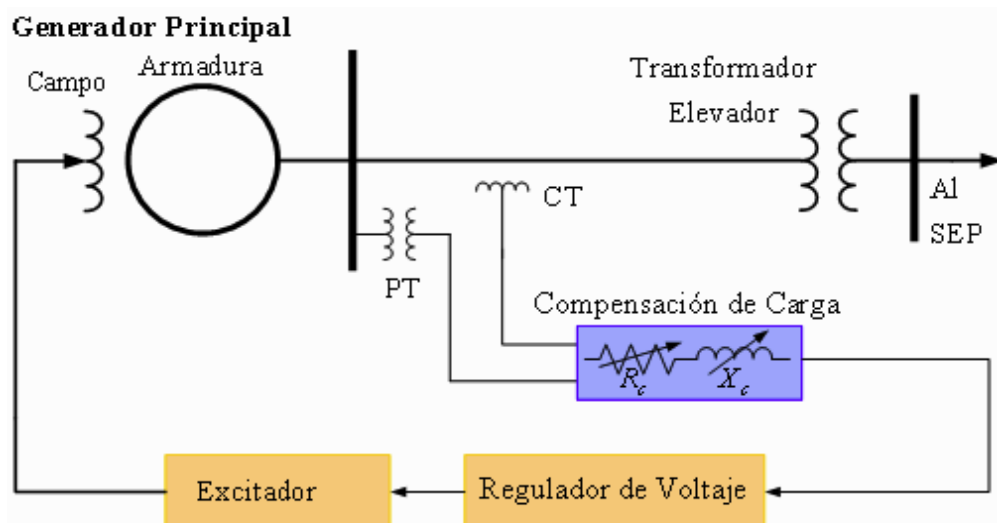 Generador Principal
Armadura
Campo
Transformador
Elevador
CT
Al
SEP
PT
Compensación de Carga
Rc
Xc
Excitador
Regulador de Voltaje